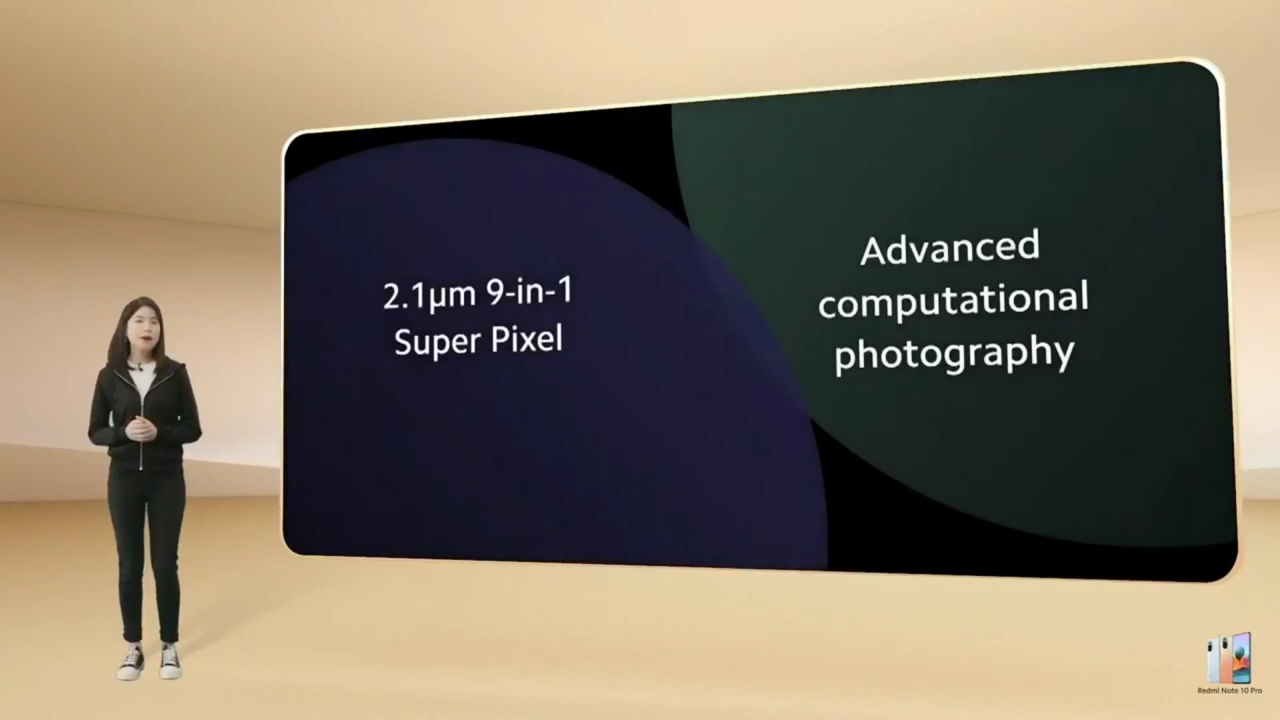 2.1μm 9-in-1
Super Pixel
Advanced
computational
photography
Redmi Note 10 Pro